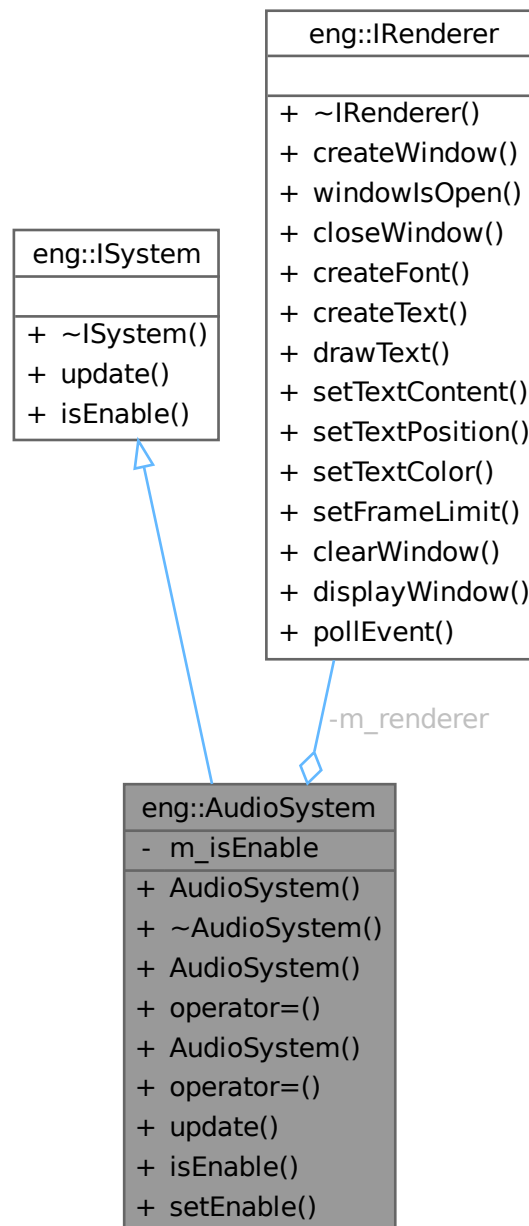 eng::IRenderer
+ ~IRenderer()
+ createWindow()
+ windowIsOpen()
+ closeWindow()
+ createFont()
+ createText()
+ drawText()
+ setTextContent()
+ setTextPosition()
+ setTextColor()
+ setFrameLimit()
+ clearWindow()
+ displayWindow()
+ pollEvent()
eng::ISystem
+ ~ISystem()
+ update()
+ isEnable()
-m_renderer
eng::AudioSystem
- m_isEnable
+ AudioSystem()
+ ~AudioSystem()
+ AudioSystem()
+ operator=()
+ AudioSystem()
+ operator=()
+ update()
+ isEnable()
+ setEnable()